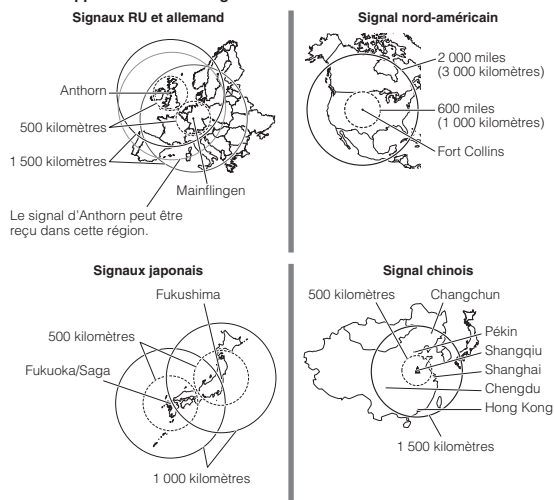 Signaux RU et allemand
Anthorn
500 kilomètres
1 500 kilomètres
Mainflingen
Le signal d'Anthorn peut être
reçu dans cette région.
Signal nord-américain
2 000 miles
(3 000 kilomètres)
600 miles
(1 000 kilomètres)
Fort Collins
Signaux japonais
Fukushima
500 kilomètres
Fukuoka/Saga
1 000 kilomètres
Signal chinois
500 kilomètres
Changchun
Pékin
Shangqiu
Shanghai
Chengdu
Hong Kong
1 500 kilomètres